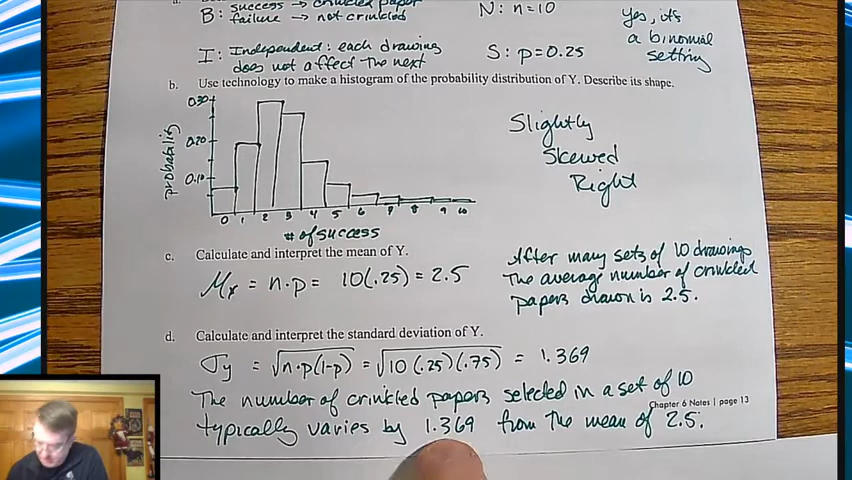 a.
B: success → crinkled paper
failure → not crinkled
N: n=10
Yes, it's
a binomial
setting
I: Independent: each drawing
does not affect the next
S: p=0.25
b. Use technology to make a histogram of the probability distribution of Y. Describe its shape.
0.30
0.20
0.10
probability
0 1 2 3 4 5 6 7 8 9 10
# of success
Slightly
Skewed
Right
c. Calculate and interpret the mean of Y.
μy = n·p = 10(.25) = 2.5
After many sets of 10 drawings
The average number of crinkled
papers drawn is 2.5.
d. Calculate and interpret the standard deviation of Y.
σy = √n·p(1-p) = √10(.25)(.75) = 1.369
The number of crinkled papers selected in a set of 10
Chapter 6 Notes | page 13
typically varies by 1.369 from the mean of 2.5.